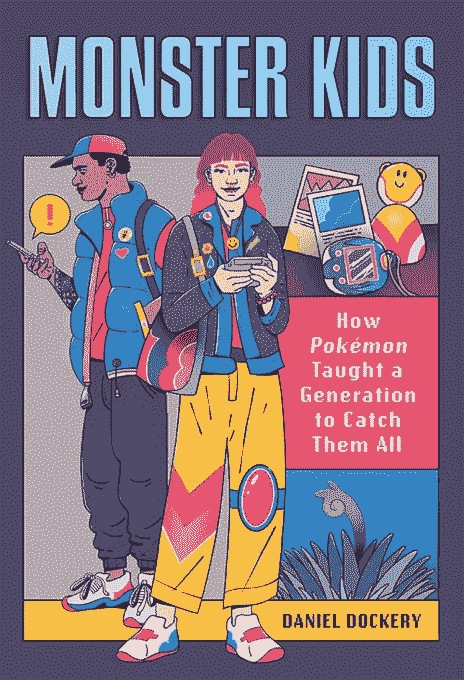 MONSTER KIDS
!
How
Pokémon
Taught a
Generation
to Catch
Them All
DANIEL DOCKERY